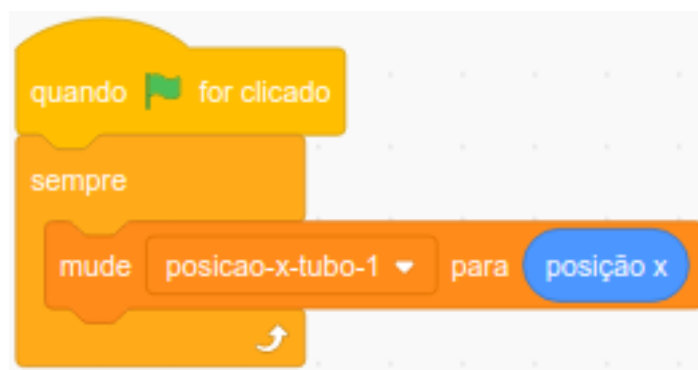 quando for clicado
sempre
mude posicao-x-tubo-1 para posição x